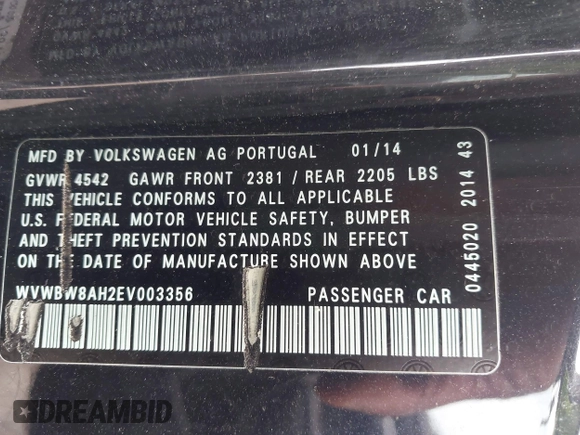 MFD BY VOLKSWAGEN AG PORTUGAL 01/14
GVWR 4542 GAWR FRONT 2381 / REAR 2205 LBS
THIS VEHICLE CONFORMS TO ALL APPLICABLE
U.S. FEDERAL MOTOR VEHICLE SAFETY, BUMPER
AND THEFT PREVENTION STANDARDS IN EFFECT
ON THE DATE OF MANUFACTURE SHOWN ABOVE
WVWBW8AH2EV003356 PASSENGER CAR
0445020 2014 43
DREAMBID